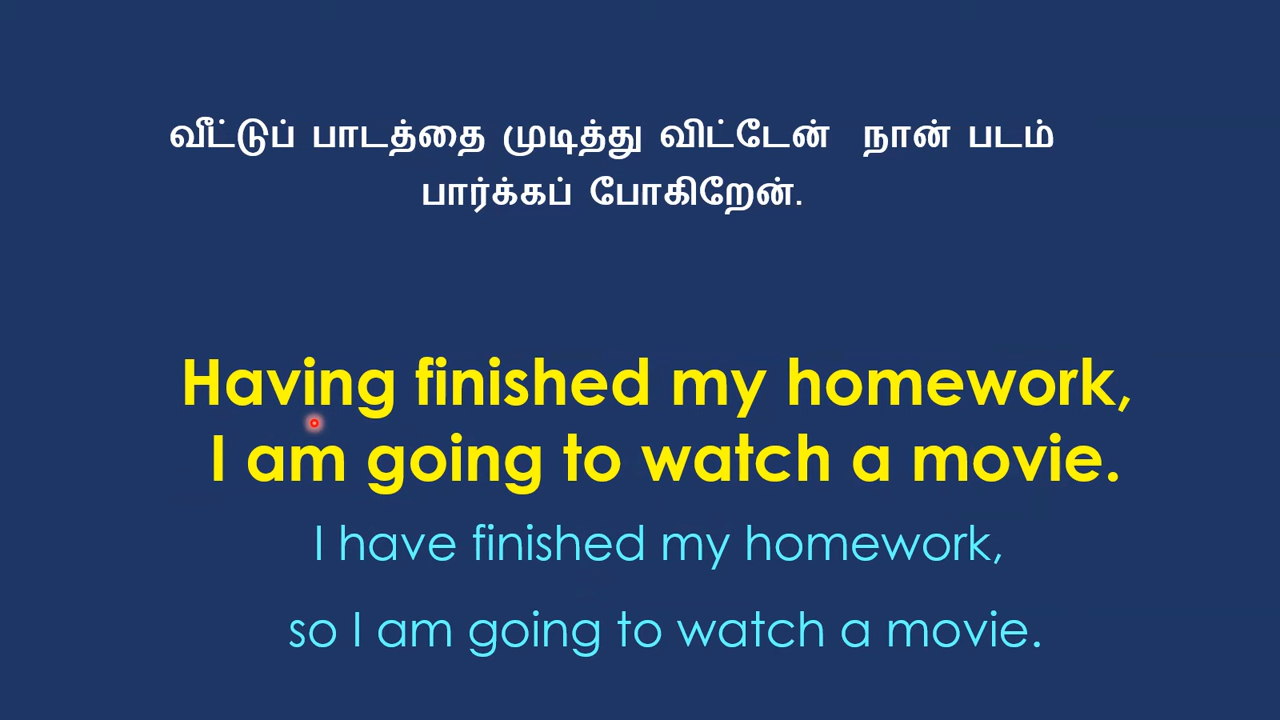 வீட்டுப் பாடத்தை முடித்து விட்டேன் நான் படம்
பார்க்கப் போகிறேன்.
Having finished my homework,
I am going to watch a movie.
I have finished my homework,
so I am going to watch a movie.